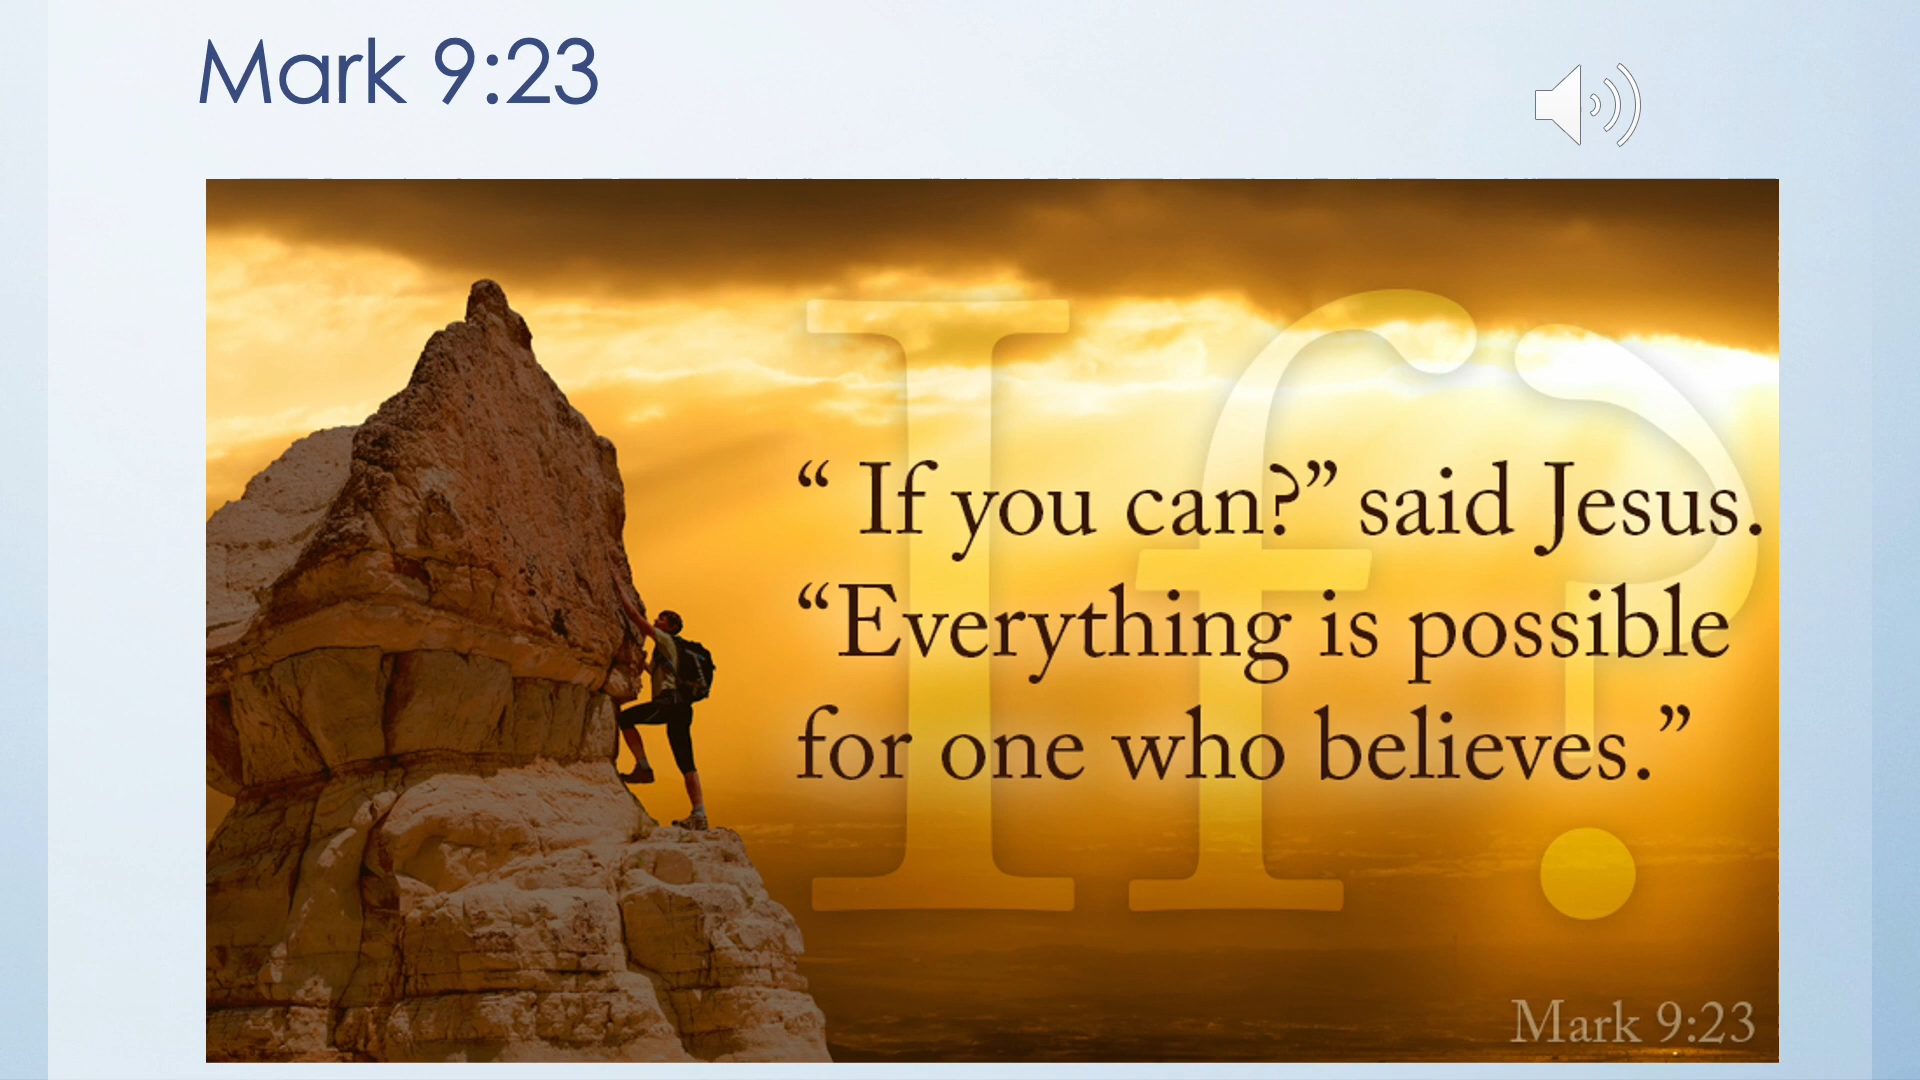 Mark 9:23
If?
“ If you can?” said Jesus.
“Everything is possible
for one who believes.”
Mark 9:23